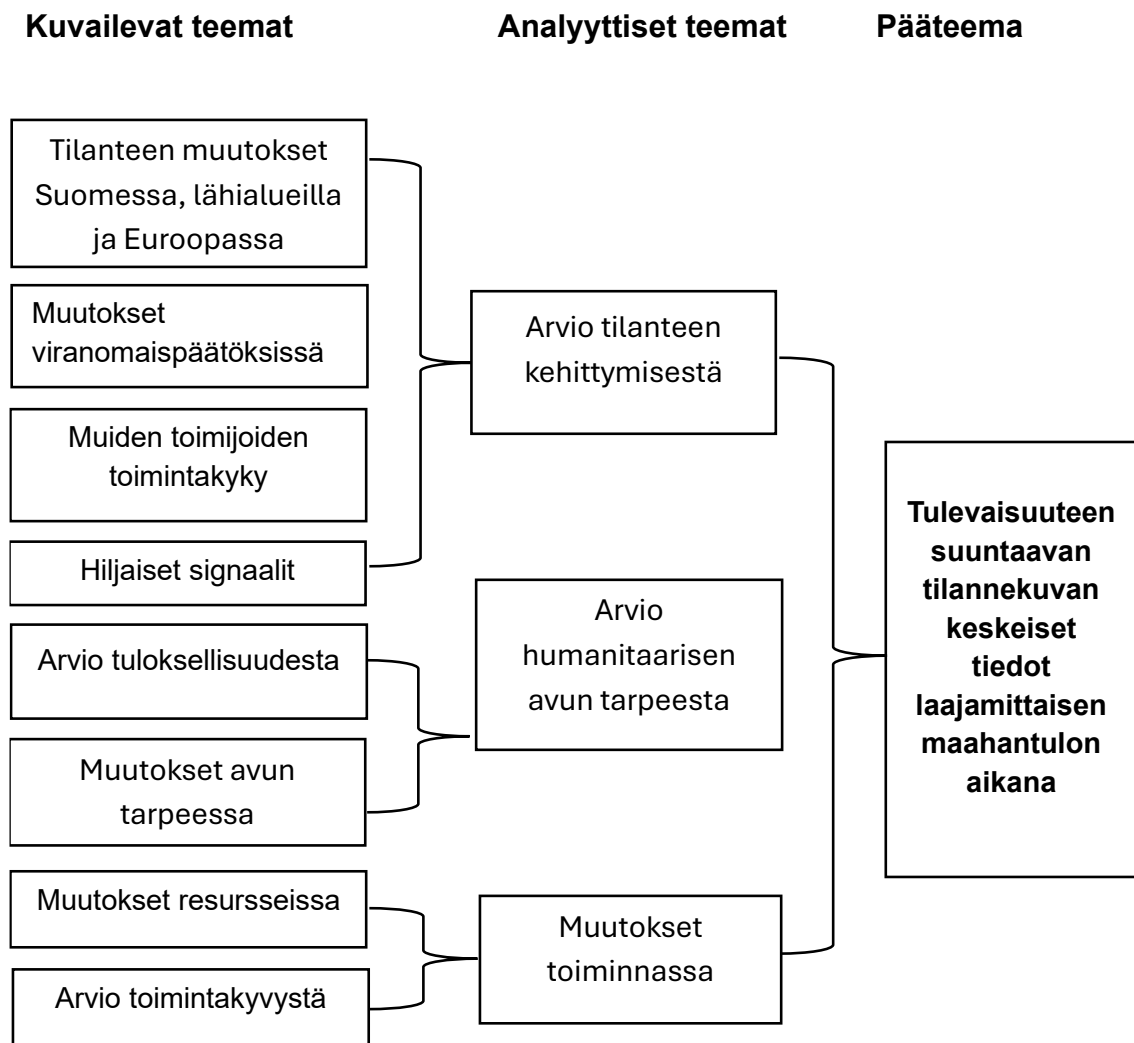 Kuvailevat teemat
Analyyttiset teemat
Pääteema
Tilanteen muutokset
Suomessa, lähialueilla
ja Euroopassa
Muutokset
viranomaispäätöksissä
Muiden toimijoiden
toimintakyky
Hiljaiset signaalit
Arvio tuloksellisuudesta
Muutokset avun
tarpeessa
Muutokset resursseissa
Arvio toimintakyvystä
Arvio tilanteen
kehittymisestä
Arvio
humanitaarisen
avun tarpeesta
Muutokset
toiminnassa
Tulevaisuuteen
suuntaavan
tilannekuvan
keskeiset
tiedot
laajamittaisen
maahantulon
aikana